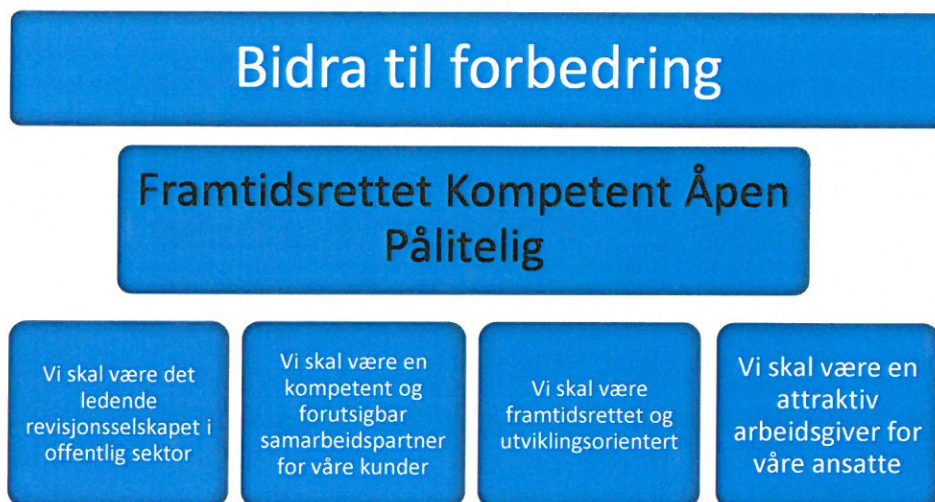 Bidra til forbedring
Framtidsrettet Kompetent Åpen
Pålitelig
Vi skal være det
ledende
revisjonsselskapet i
offentlig sektor
Vi skal være en
kompetent og
forutsigbar
samarbeidspartner
for våre kunder
Vi skal være
framtidsrettet og
utviklingsorientert
Vi skal være en
attraktiv
arbeidsgiver for
våre ansatte